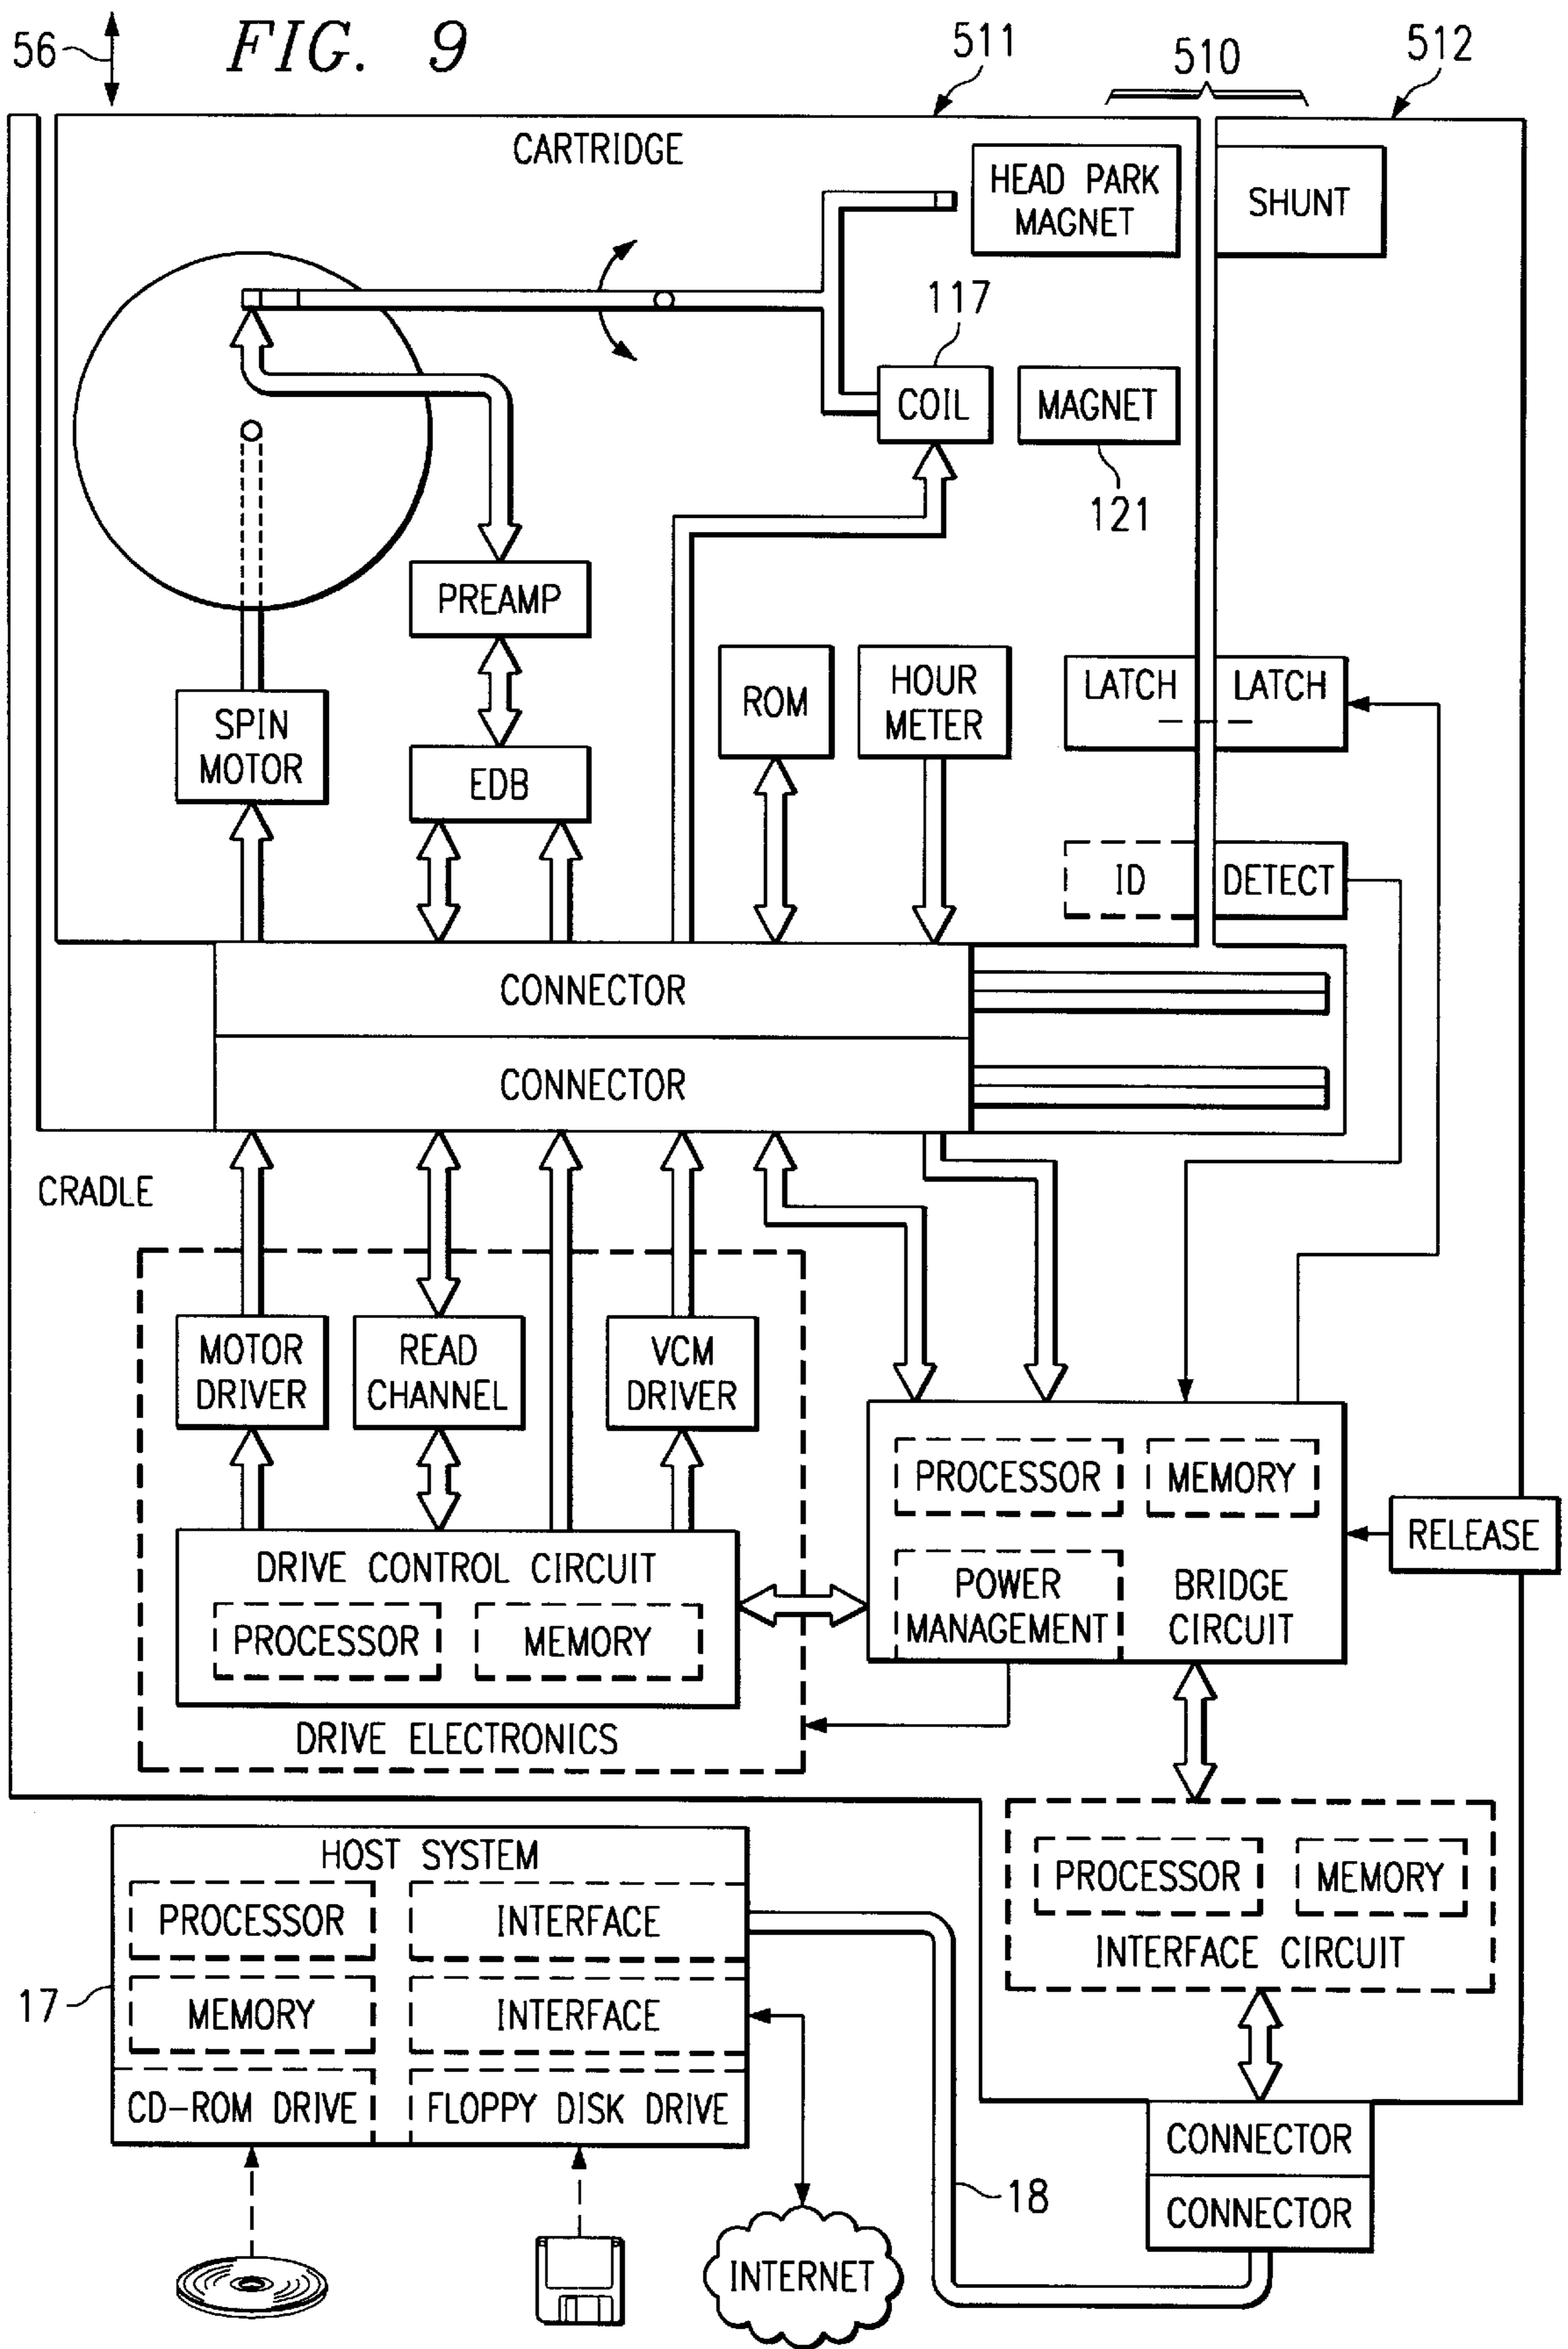 56
FIG. 9
511
510
512
CARTRIDGE
HEAD PARK
MAGNET
SHUNT
117
COIL
MAGNET
121
PREAMP
SPIN
MOTOR
EDB
ROM
HOUR
METER
LATCH
LATCH
ID
DETECT
CONNECTOR
CONNECTOR
CRADLE
MOTOR
DRIVER
READ
CHANNEL
VCM
DRIVER
PROCESSOR
MEMORY
RELEASE
DRIVE CONTROL CIRCUIT
PROCESSOR
MEMORY
POWER
MANAGEMENT
BRIDGE
CIRCUIT
DRIVE ELECTRONICS
HOST SYSTEM
PROCESSOR
INTERFACE
17
MEMORY
INTERFACE
CD-ROM DRIVE
FLOPPY DISK DRIVE
PROCESSOR
MEMORY
INTERFACE CIRCUIT
CONNECTOR
CONNECTOR
18
INTERNET